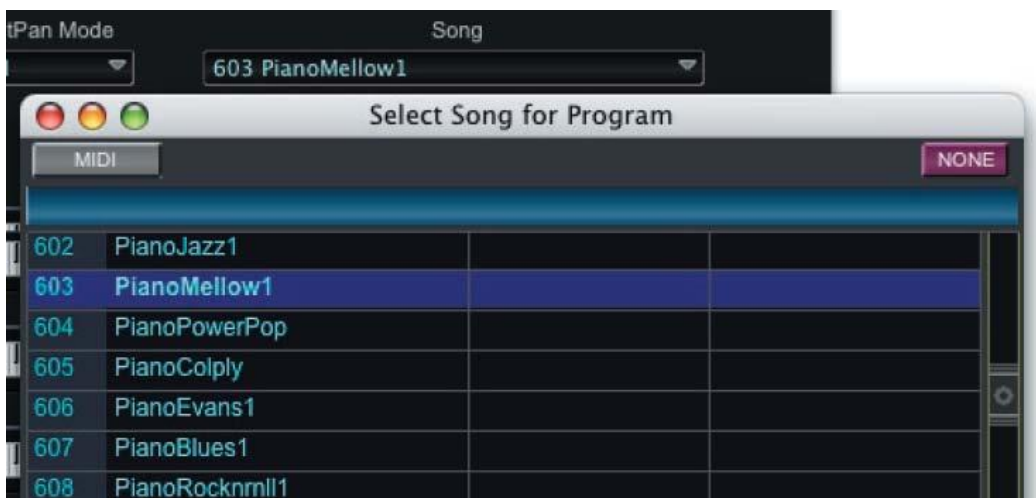 tPan Mode Song
603 PianoMellow1
Select Song for Program
MIDI NONE
602 PianoJazz1
603 PianoMellow1
604 PianoPowerPop
605 PianoColply
606 PianoEvans1
607 PianoBlues1
608 PianoRocknrnll1